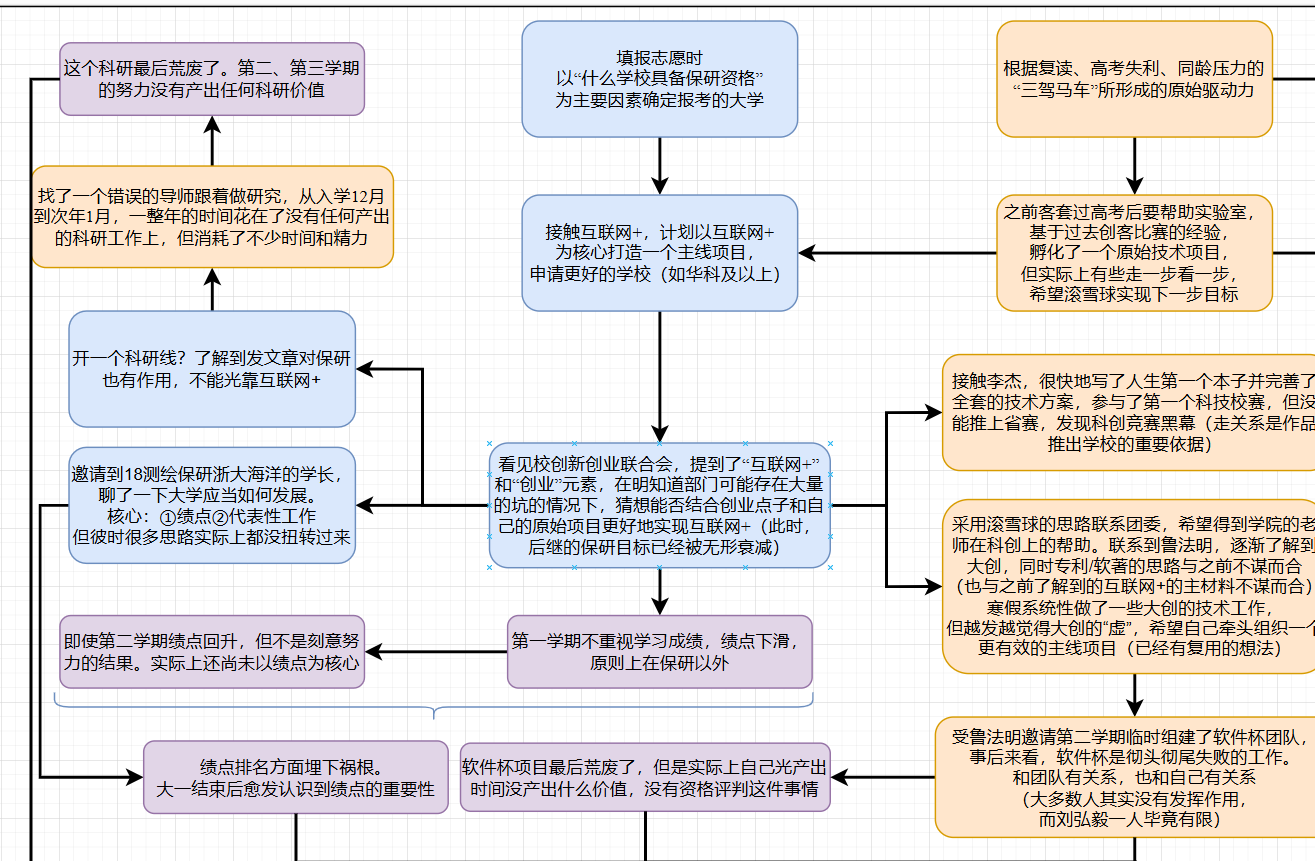 这个科研最后荒废了。第二、第三学期
的努力没有产出任何科研价值
填报志愿时
以“什么学校具备保研资格”
为主要因素确定报考的大学
根据复读、高考失利、同龄压力的
“三驾马车”所形成的原始驱动力
找了一个错误的导师跟着做研究，从入学12月
到次年1月，一整年的时间花在了没有任何产出
的科研工作上，但消耗了不少时间和精力
接触互联网+，计划以互联网+
为核心打造一个主线项目，
申请更好的学校（如华科及以上）
之前客套过高考后要帮助实验室，
基于过去创客比赛的经验，
孵化了一个原始技术项目，
但实际上有些走一步看一步，
希望滚雪球实现下一步目标
开一个科研线？了解到发文章对保研
也有作用，不能光靠互联网+
接触李杰，很快地写了人生第一个本子并完善了
全套的技术方案，参与了第一个科技校赛，但没
能推上省赛，发现科创竞赛黑幕（走关系是作品
推出学校的重要依据）
邀请到18测绘保研浙大海洋的学长，
聊了一下大学应当如何发展。
核心：①绩点②代表性工作
但彼时很多思路实际上都没扭转过来
看见校创新创业联合会，提到了“互联网+”
和“创业”元素，在明知道部门可能存在大量
的坑的情况下，猜想能否结合创业点子和自
己的原始项目更好地实现互联网+（此时，
后继的保研目标已经被无形衰减）
采用滚雪球的思路联系团委，希望得到学院的老
师在科创上的帮助。联系到鲁法明，逐渐了解到
大创，同时专利/软著的思路与之前不谋而合
（也与之前了解到的互联网+的主材料不谋而合）
寒假系统性做了一些大创的技术工作，
但越发越觉得大创的“虚”，希望自己牵头组织一个
更有效的主线项目（已经有复用的想法）
即使第二学期绩点回升，但不是刻意努
力的结果。实际上还尚未以绩点为核心
第一学期不重视学习成绩，绩点下滑，
原则上在保研以外
绩点排名方面埋下祸根。
大一结束后愈发认识到绩点的重要性
软件杯项目最后荒废了，但是实际上自己光产出
时间没产出什么价值，没有资格评判这件事情
受鲁法明邀请第二学期临时组建了软件杯团队，
事后来看，软件杯是彻头彻尾失败的工作。
和团队有关系，也和自己有关系
（大多数人其实没有发挥作用，
而刘弘毅一人毕竟有限）